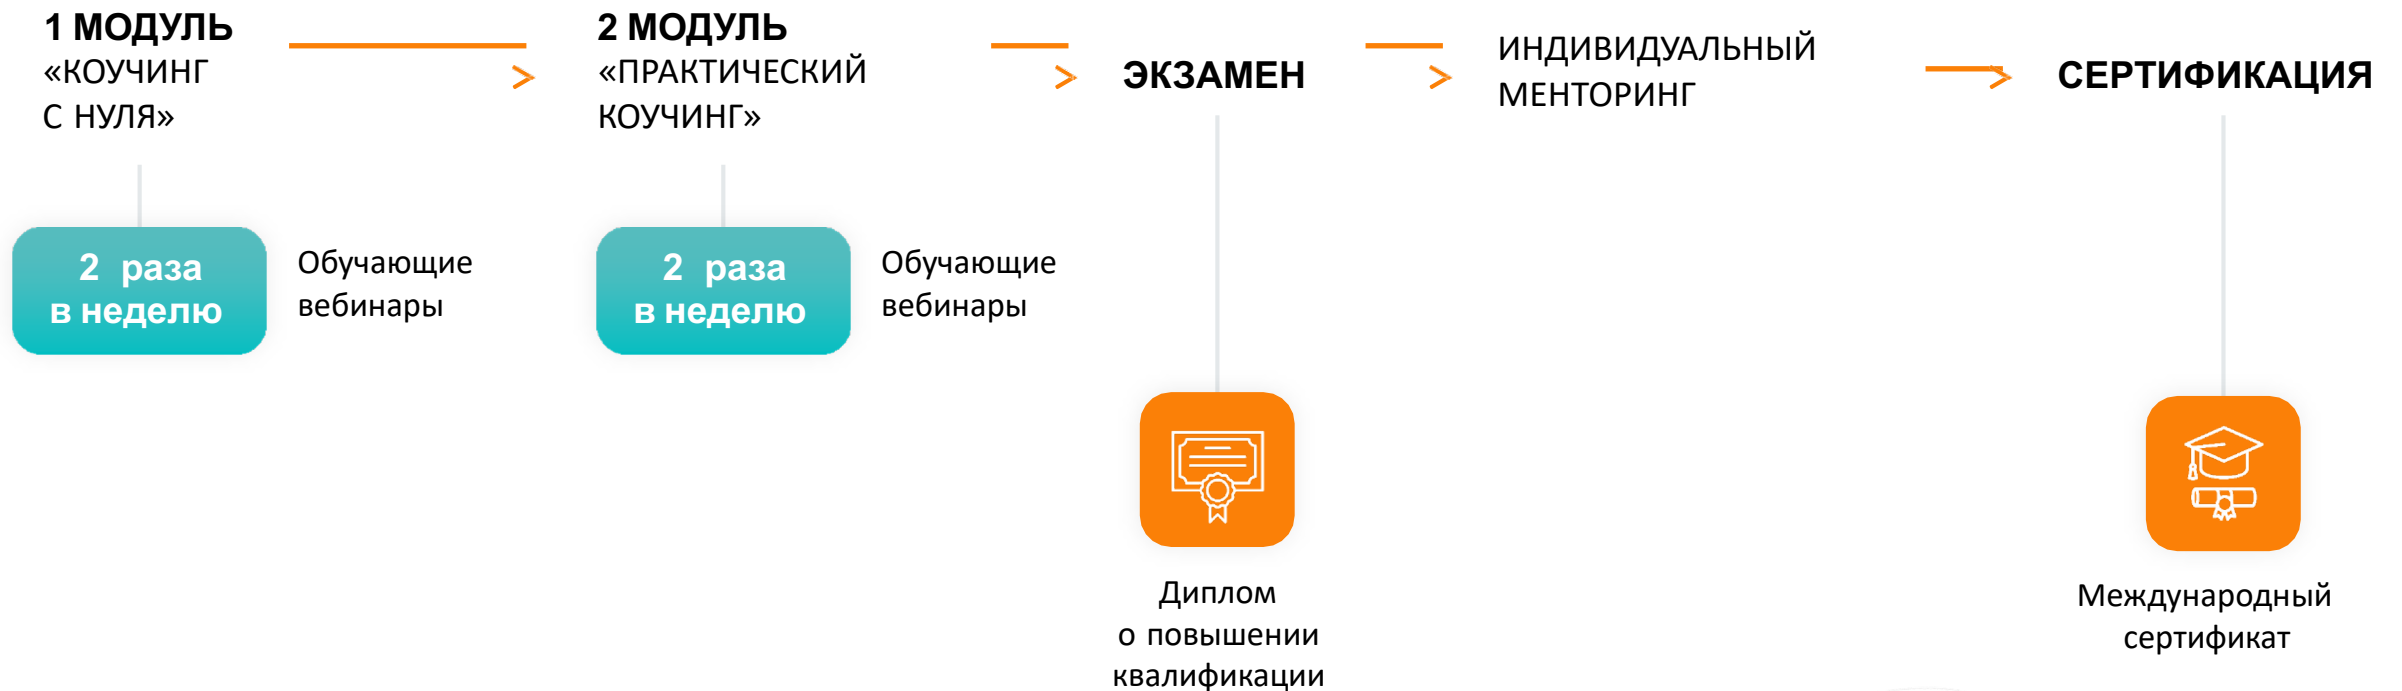 1 МОДУЛЬ
«КОУЧИНГ
С НУЛЯ»
2 МОДУЛЬ
«ПРАКТИЧЕСКИЙ
КОУЧИНГ»
ЭКЗАМЕН
ИНДИВИДУАЛЬНЫЙ
МЕНТОРИНГ
СЕРТИФИКАЦИЯ
2 раза
в неделю
Обучающие
вебинары
2 раза
в неделю
Обучающие
вебинары
Диплом
о повышении
квалификации
Международный
сертификат